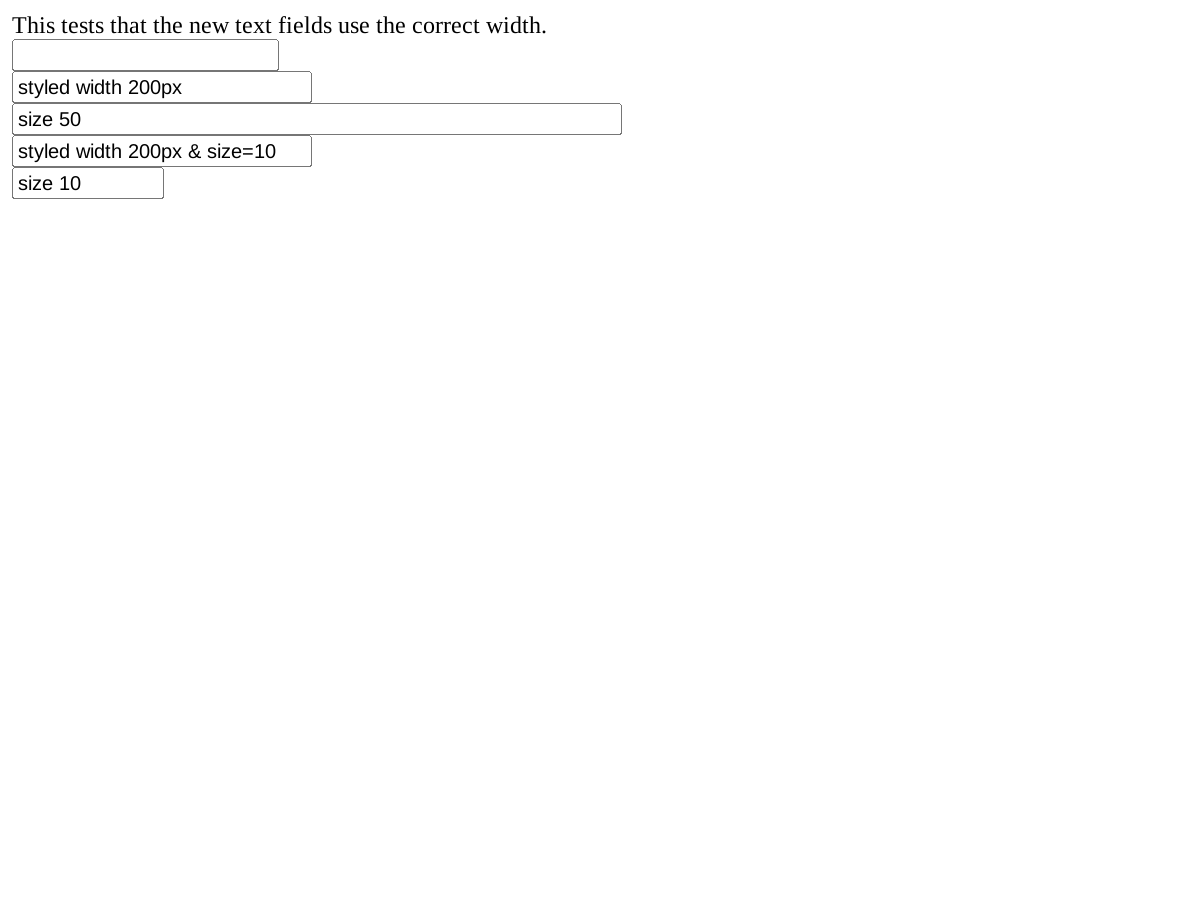 This tests that the new text fields use the correct width.
styled width 200px
size 50
styled width 200px & size=10
size 10